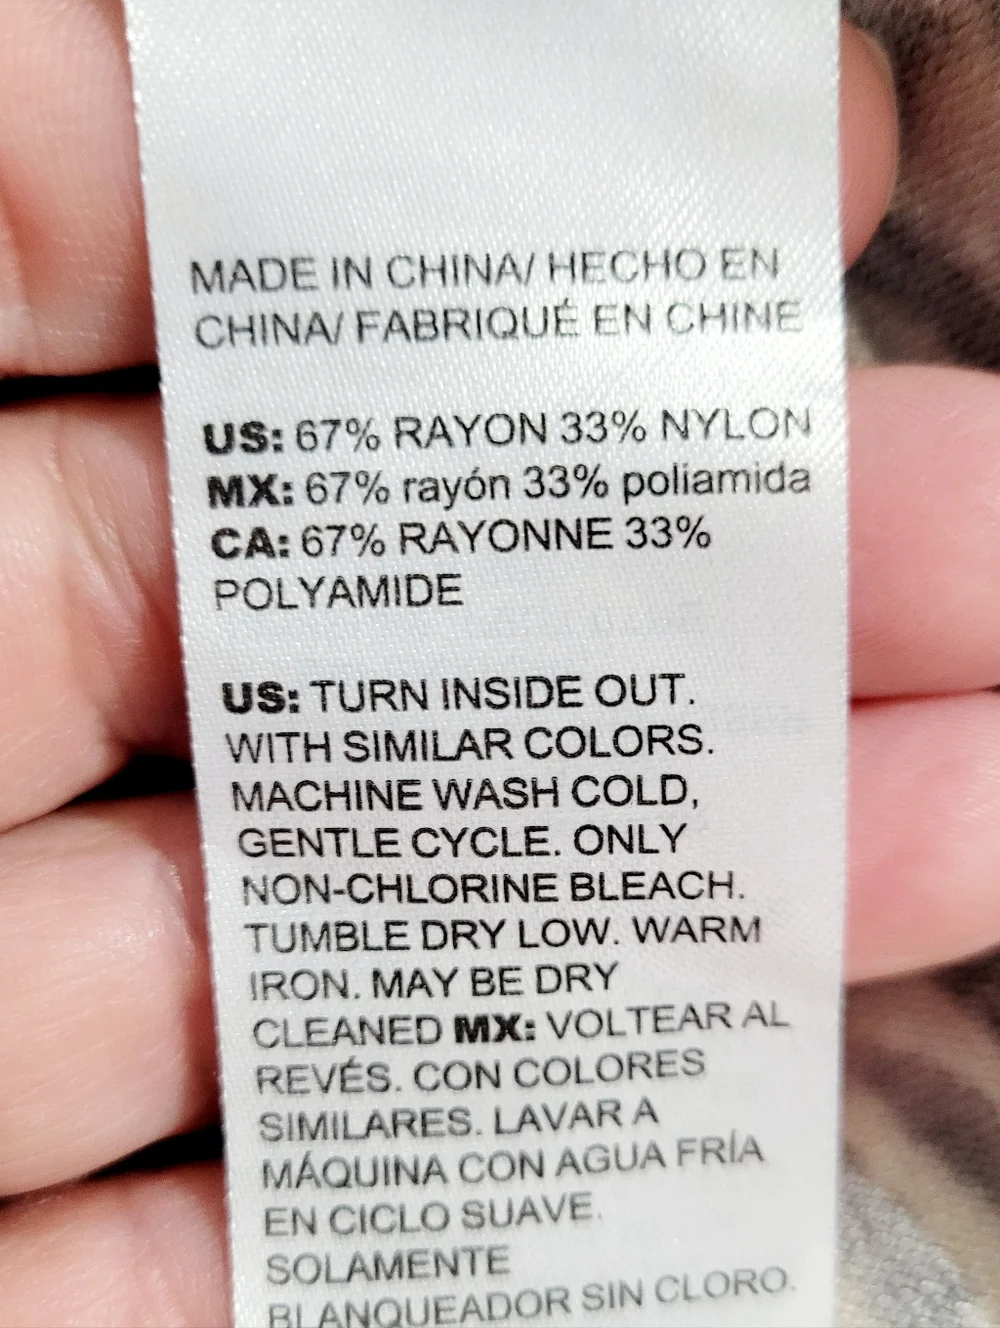 MADE IN CHINA/ HECHO EN
CHINA/ FABRIQUÉ EN CHINE
US: 67% RAYON 33% NYLON
MX: 67% rayón 33% poliamida
CA: 67% RAYONNE 33%
POLYAMIDE
US: TURN INSIDE OUT.
WITH SIMILAR COLORS.
MACHINE WASH COLD,
GENTLE CYCLE. ONLY
NON-CHLORINE BLEACH.
TUMBLE DRY LOW. WARM
IRON. MAY BE DRY
CLEANED MX: VOLTEAR AL
REVÉS. CON COLORES
SIMILARES. LAVAR A
MÁQUINA CON AGUA FRÍA
EN CICLO SUAVE.
SOLAMENTE
BLANQUEADOR SIN CLORO.